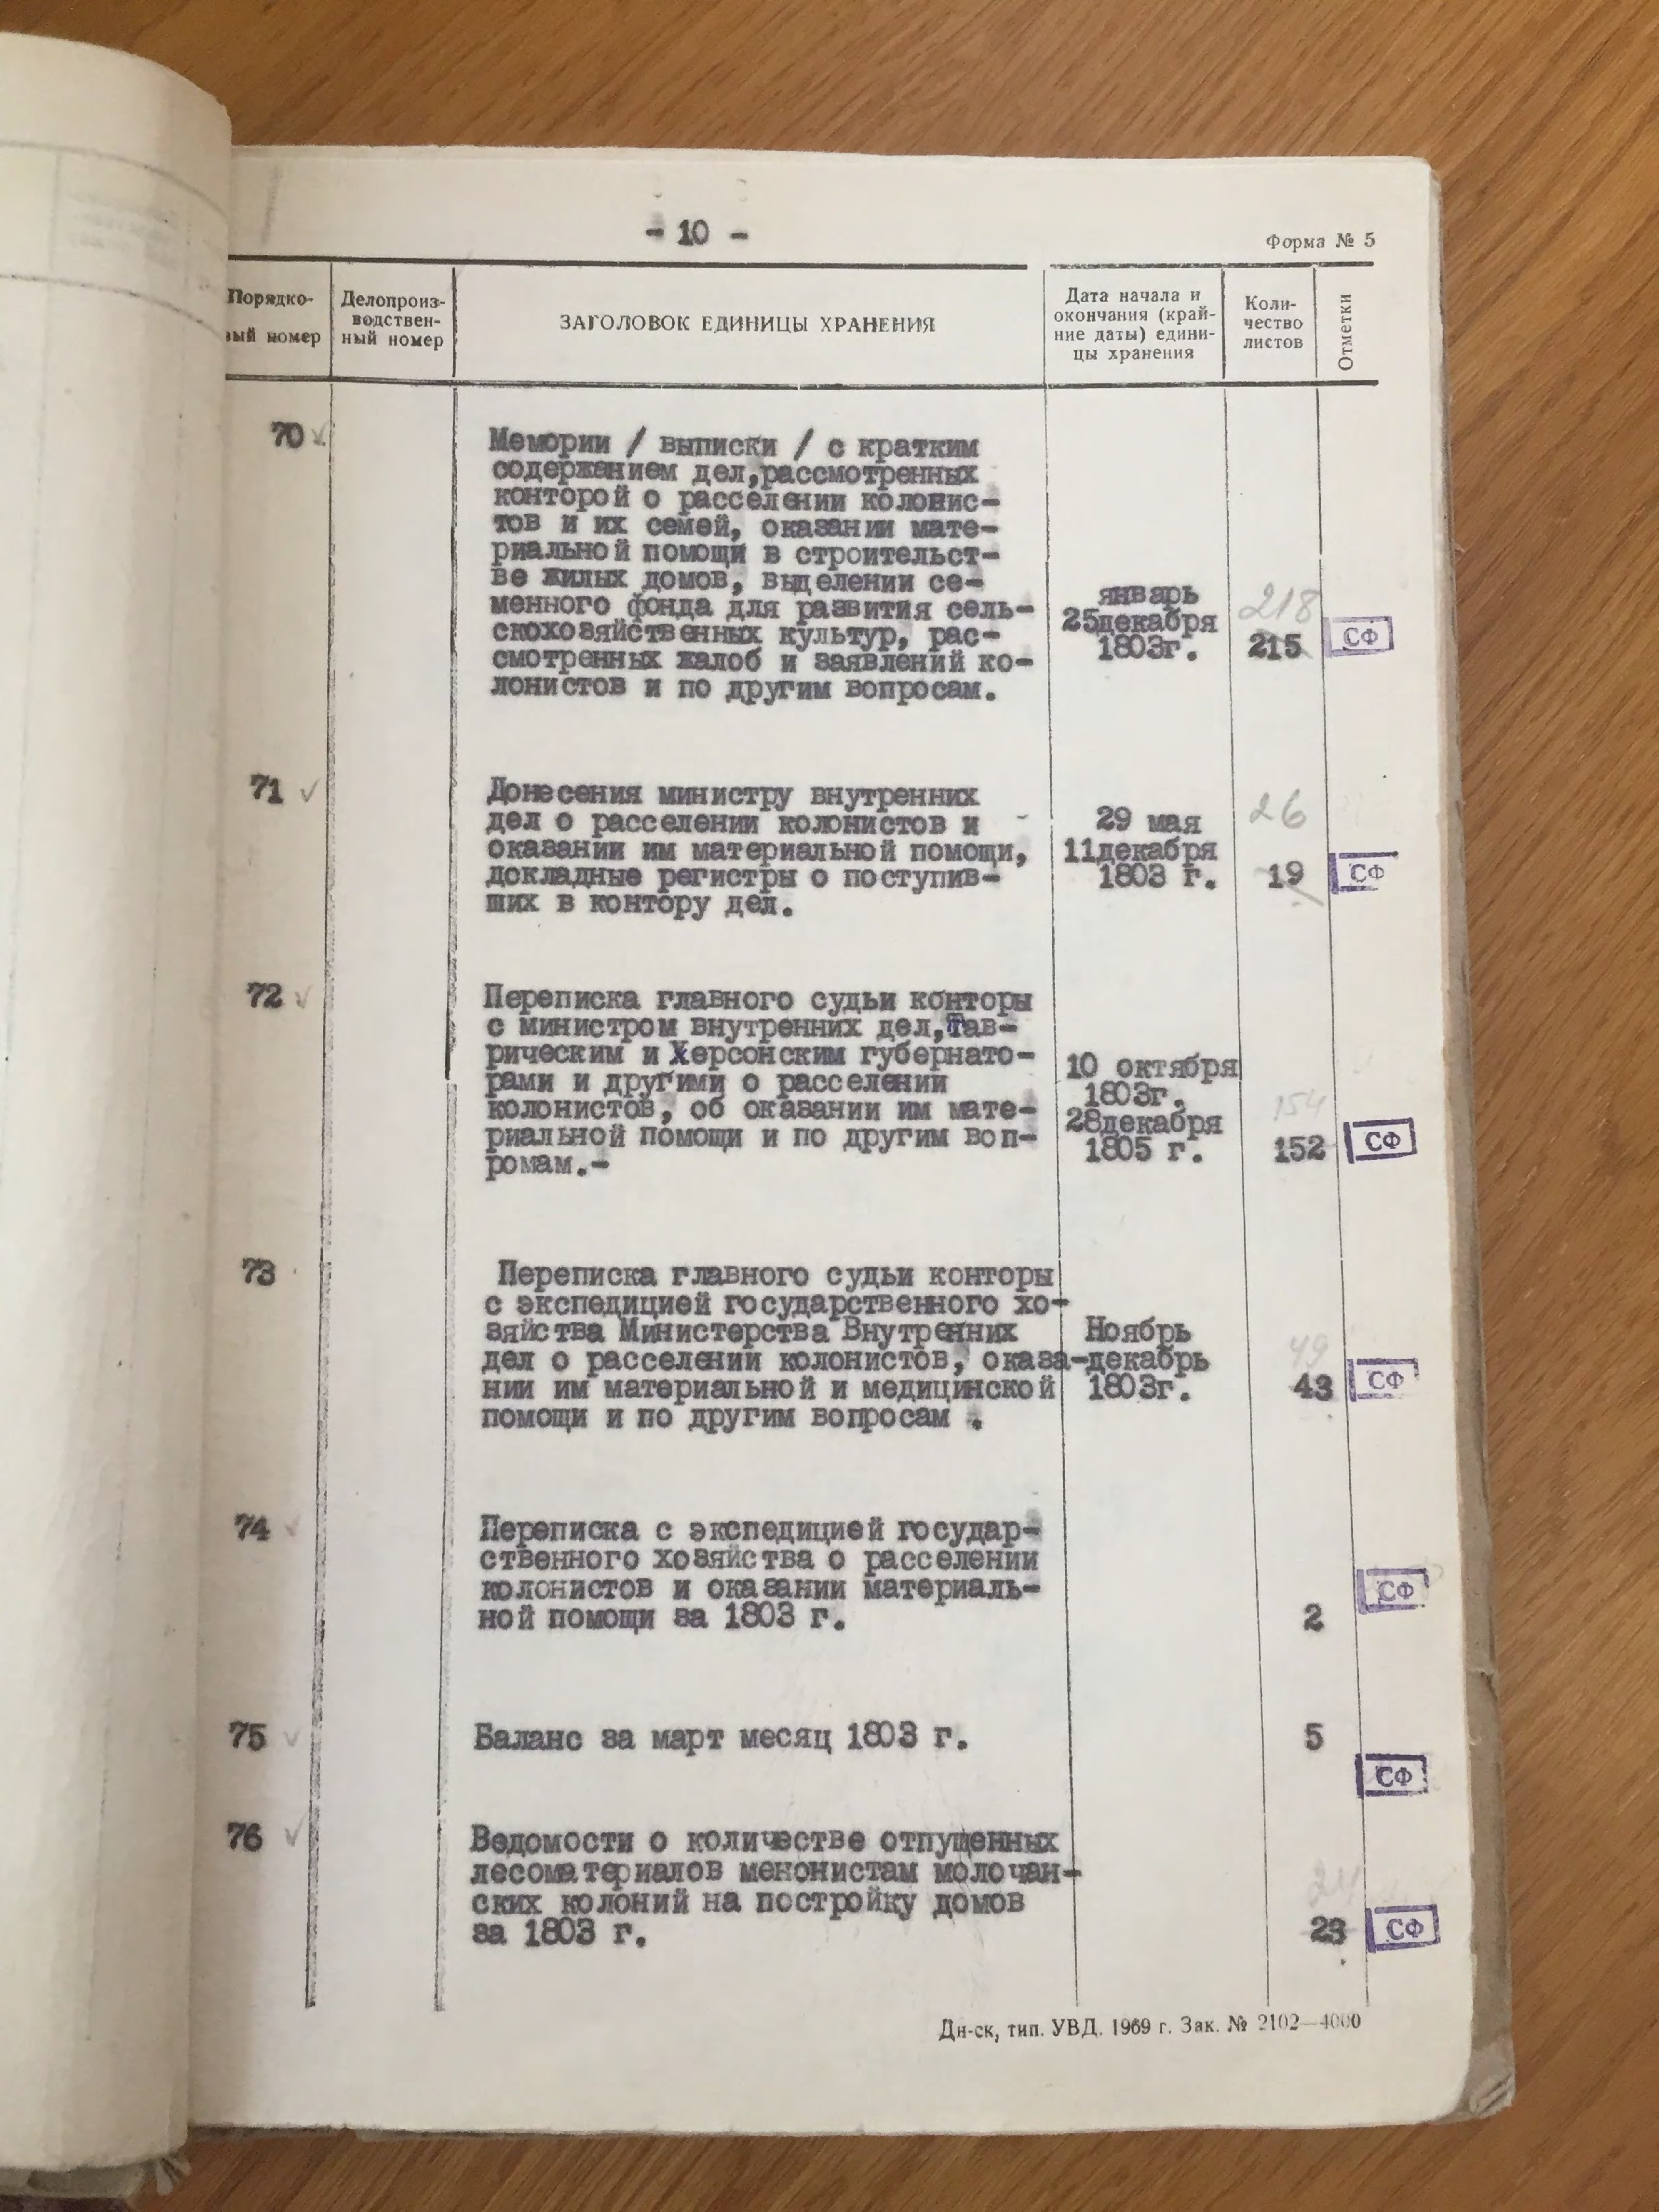 - 10 -
Форма № 5
Порядко-
вый номер
Делопроиз-
водствен-
ный номер
ЗАГОЛОВОК ЕДИНИЦЫ ХРАНЕНИЯ
Дата начала и
окончания (край-
ние даты) едини-
цы хранения
Коли-
чество
листов
Отметки
70
Мемории / выписки / с кратким
содержанием дел,рассмотренных
конторой о расселении колонис-
тов и их семей, оказании мате-
риальной помощи в строительст-
ве жилых домов, выделении се-
менного фонда для развития сель-
скохозяйственных культур, рас-
смотренных жалоб и заявлений ко-
лонистов и по другим вопросам.
январь
25декабря
1803г.
218
215
СФ
71
Донесения министру внутренних
дел о расселении колонистов и -
оказании им материальной помощи,
докладные регистры о поступив-
ших в контору дел.
29 мая
11декабря
1803 г.
26
19
СФ
72
Переписка главного судьи конторы
с министром внутренних дел,Тав-
рическим и Херсонским губернато-
рами и другими о расселении
колонистов, об оказании им мате-
риальной помощи и по другим воп-
ромам.-
10 октября
1803г.
28декабря
1805 г.
154
152
СФ
73
Переписка главного судьи конторы
с экспедицией государственного хо-
зяйства Министерства Внутренних
дел о расселении колонистов, оказа-
нии им материальной и медицинской
помощи и по другим вопросам .
Ноябрь
-декабрь
1803г.
49
43
СФ
74
Переписка с экспедицией государ-
ственного хозяйства о расселении
колонистов и оказании материаль-
ной помощи за 1803 г.
2
СФ
75
Баланс за март месяц 1803 г.
5
СФ
76
Ведомости о количестве отпущенных
лесоматериалов менонистам молочан-
ских колоний на постройку домов
за 1803 г.
24
23
СФ
Дн-ск, тип. УВД. 1969 г. Зак. № 2102—4000